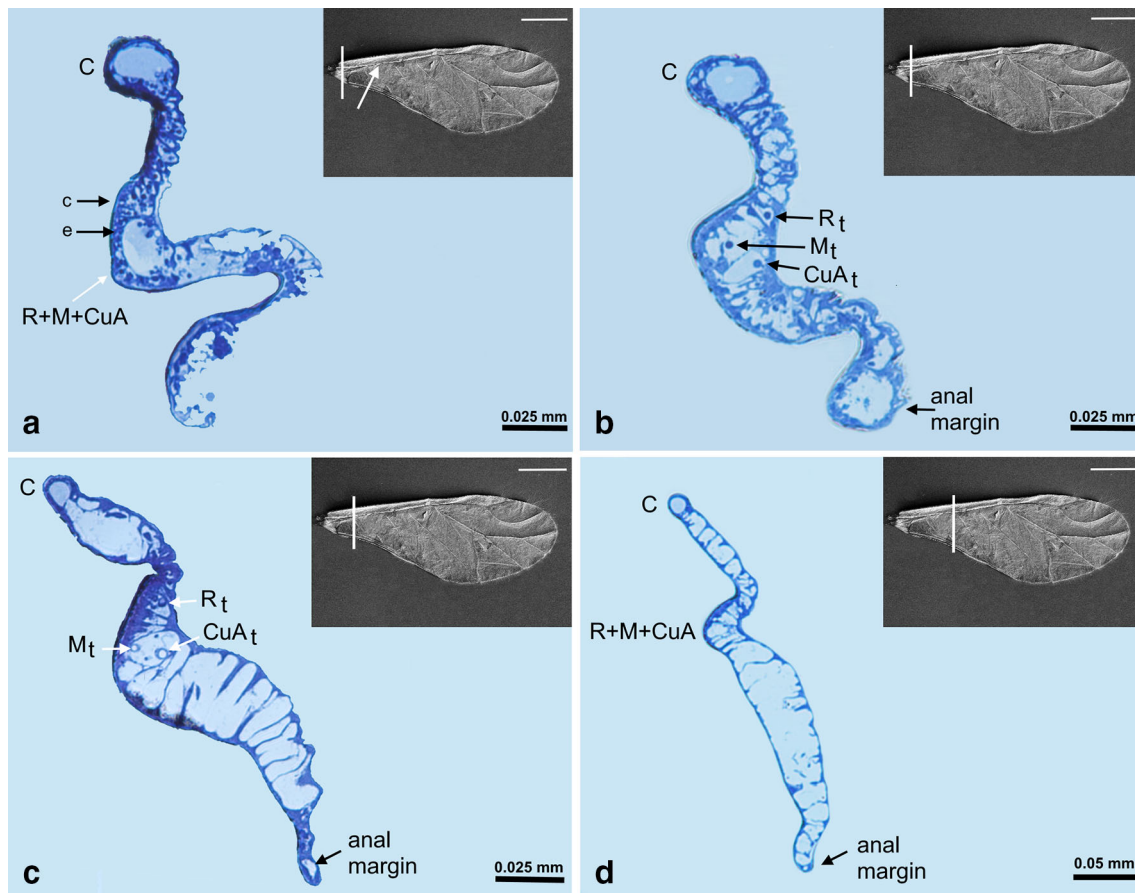 C
c
e
R+M+CuA
a
0.025 mm
C
Rt
Mt
CuAt
anal
margin
b
0.025 mm
C
Rt
Mt
CuAt
anal
margin
c
0.025 mm
C
R+M+CuA
anal
margin
d
0.05 mm